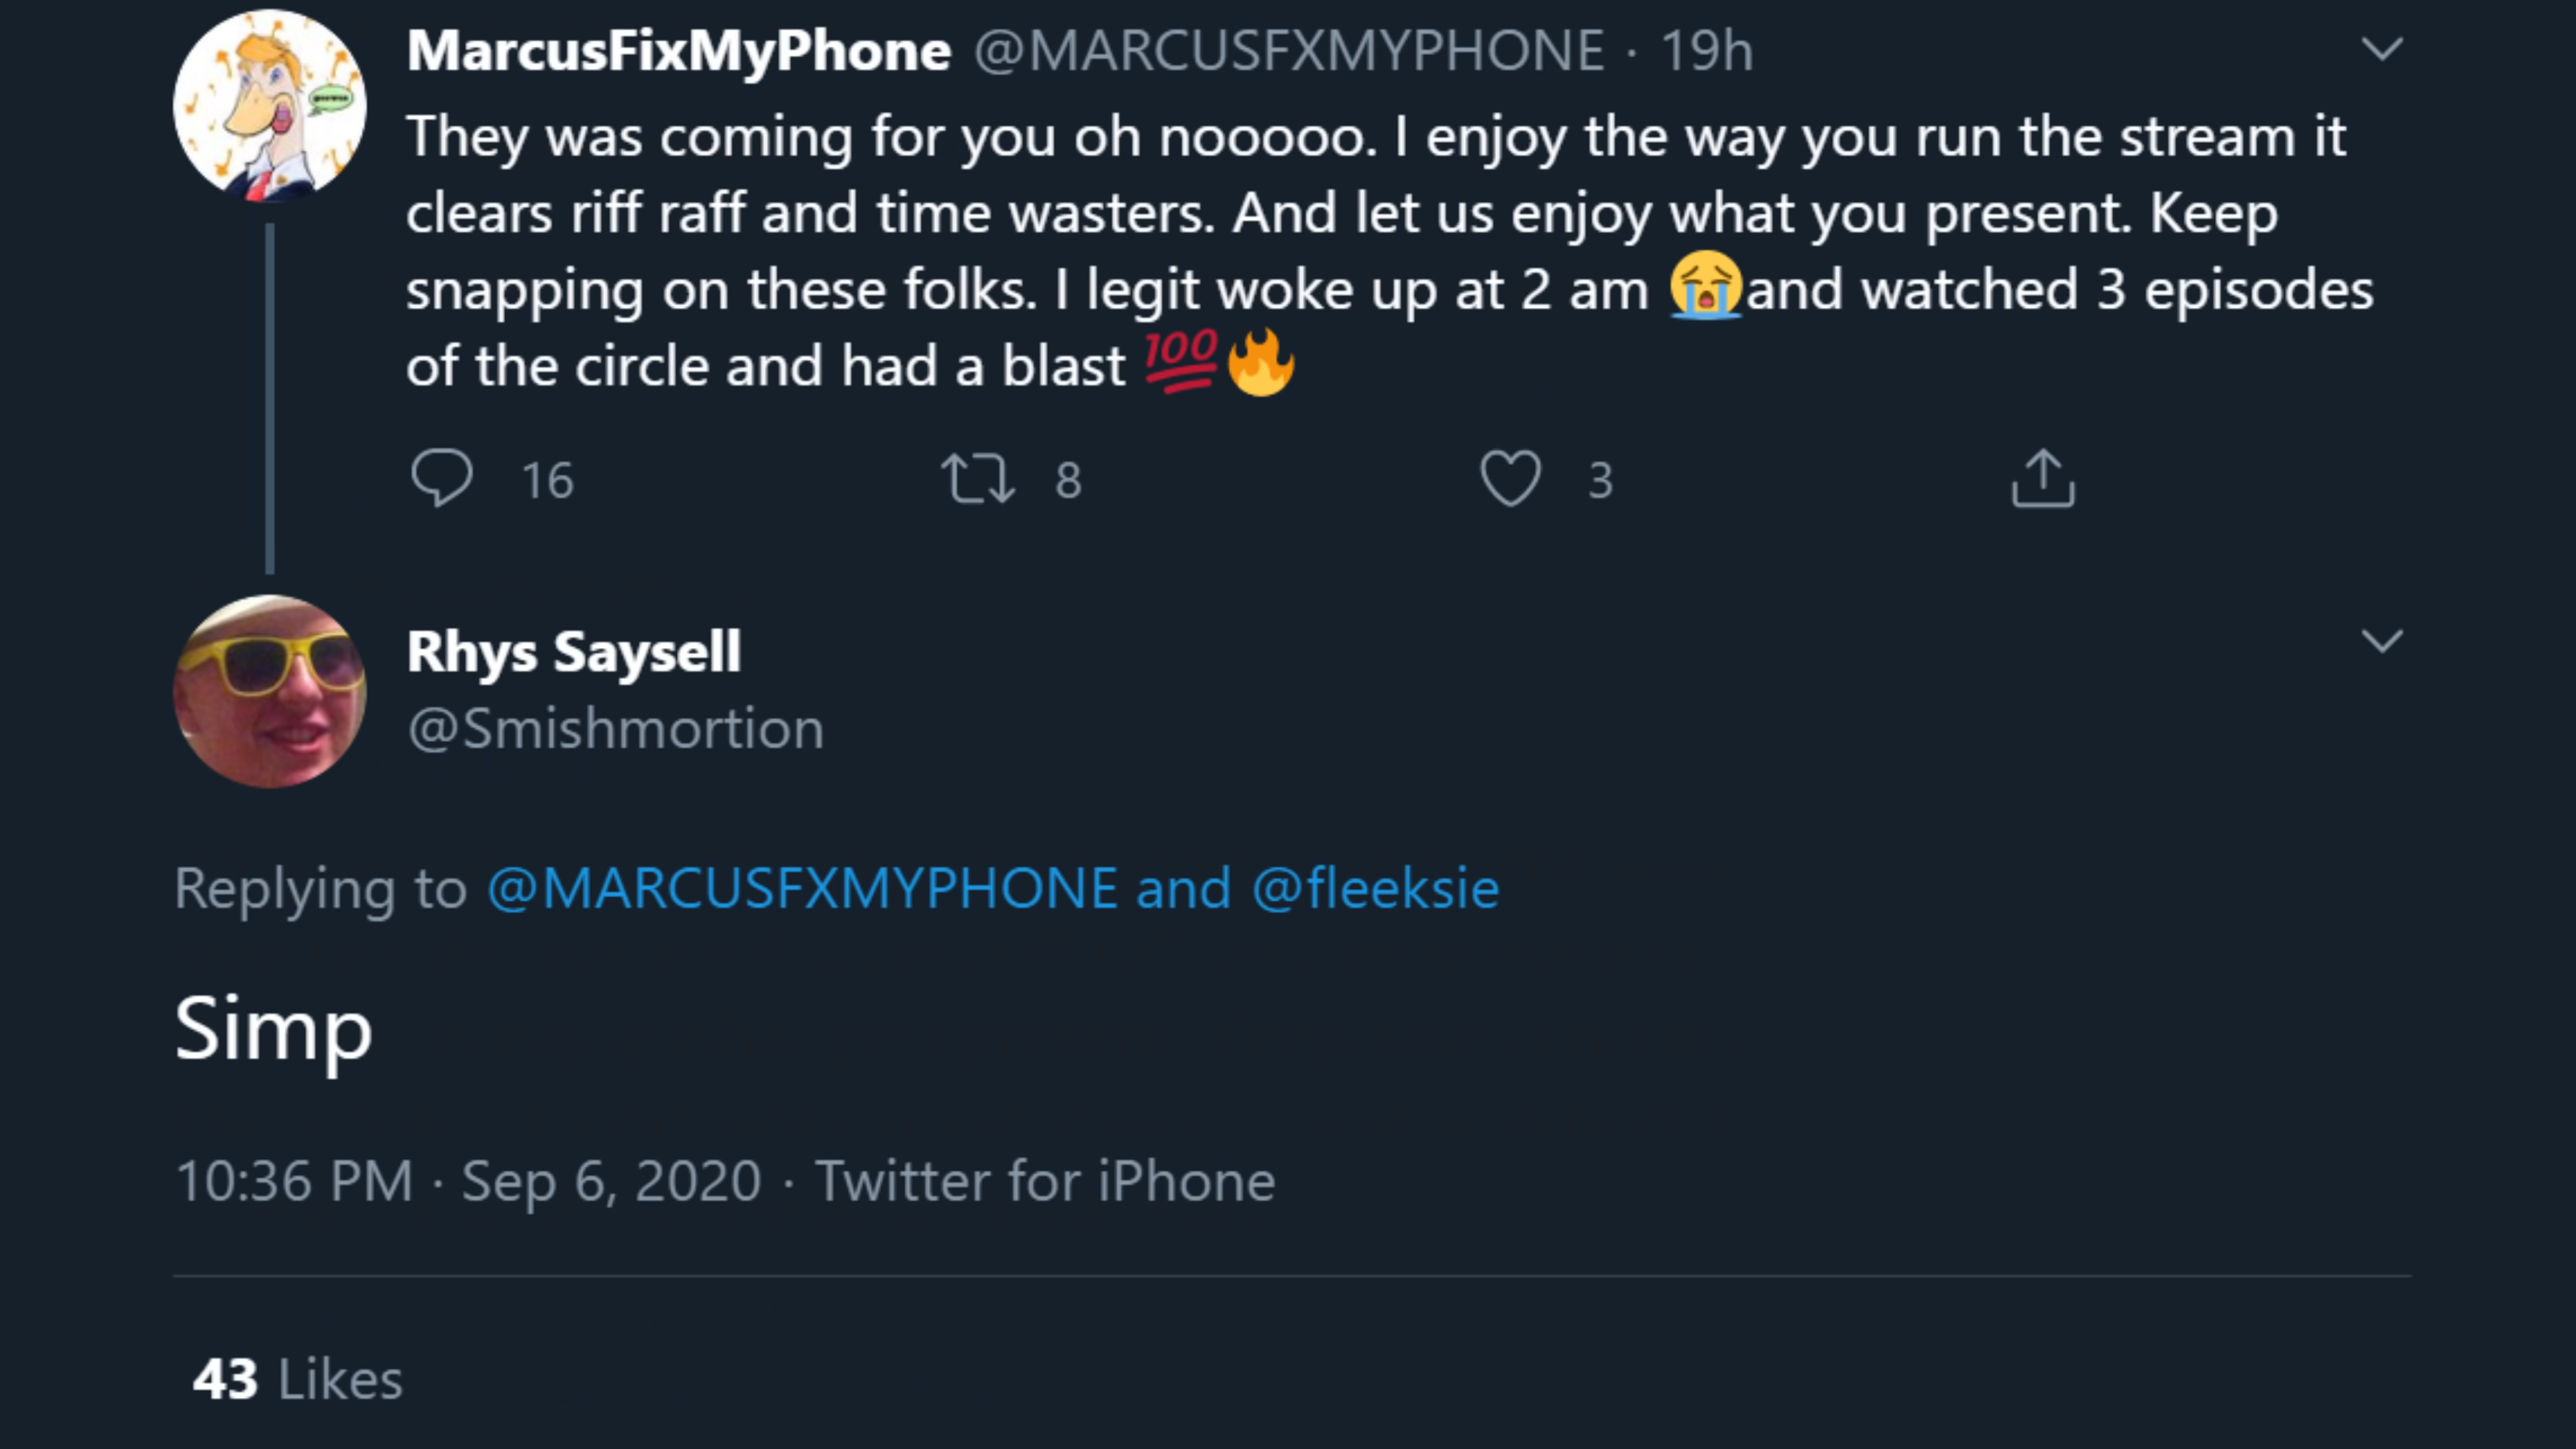 MarcusFixMyPhone @MARCUSFXMYPHONE · 19h
They was coming for you oh nooooo. I enjoy the way you run the stream it
clears riff raff and time wasters. And let us enjoy what you present. Keep
snapping on these folks. I legit woke up at 2 am 😭and watched 3 episodes
of the circle and had a blast 💯🔥
16 8 3
Rhys Saysell
@Smishmortion
Replying to @MARCUSFXMYPHONE and @fleeksie
Simp
10:36 PM · Sep 6, 2020 · Twitter for iPhone
43 Likes